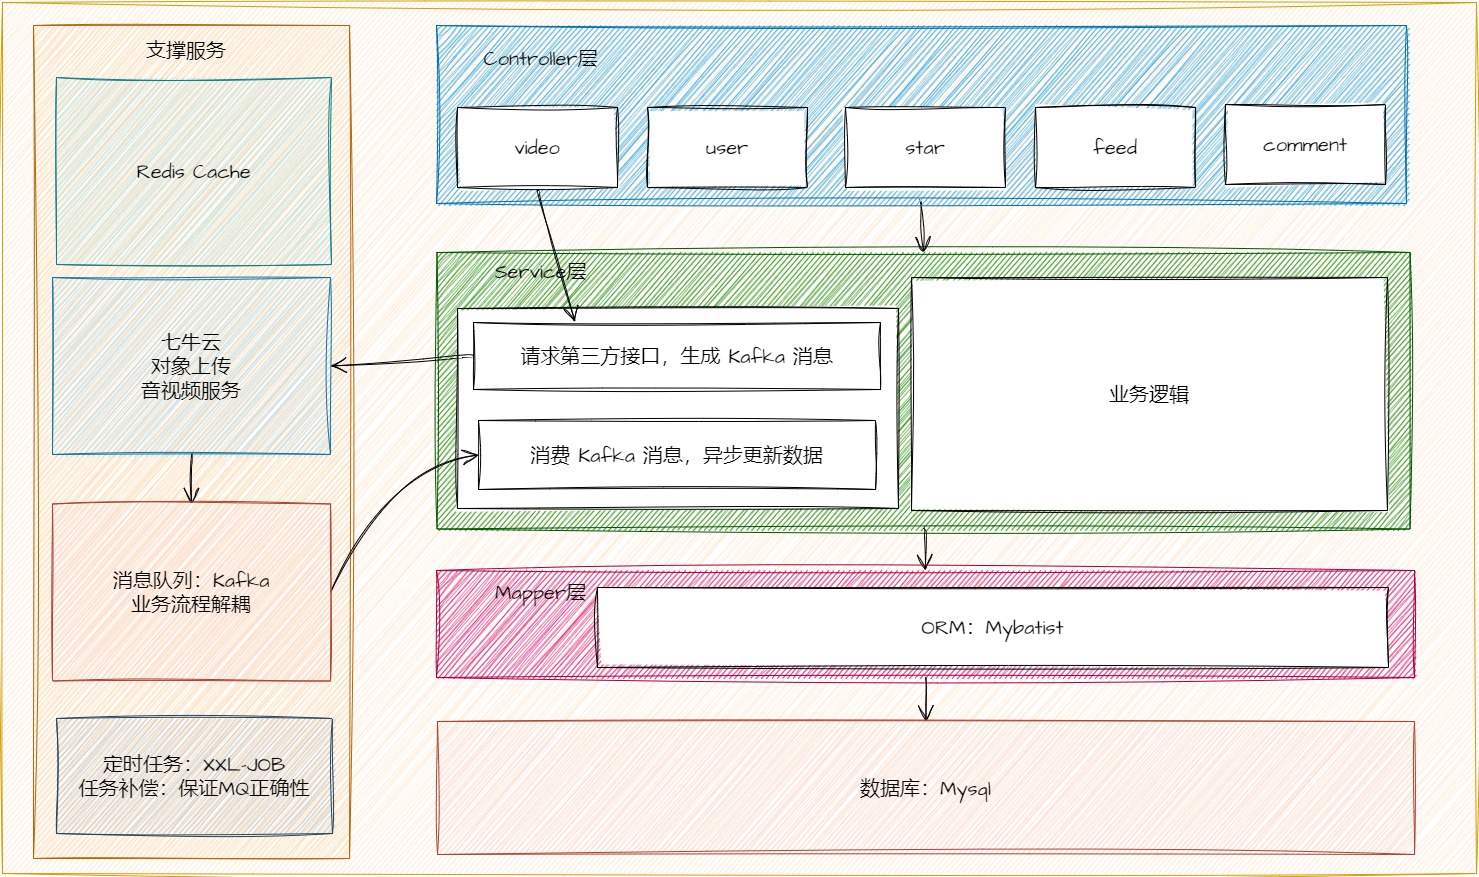 支撑服务
Redis Cache
七牛云
对象上传
音视频服务
消息队列：Kafka
业务流程解耦
定时任务：XXL-JOB
任务补偿：保证MQ正确性
Controller层
video
user
star
feed
comment
Service层
请求第三方接口，生成 Kafka 消息
消费 Kafka 消息，异步更新数据
业务逻辑
Mapper层
ORM：Mybatist
数据库：Mysql